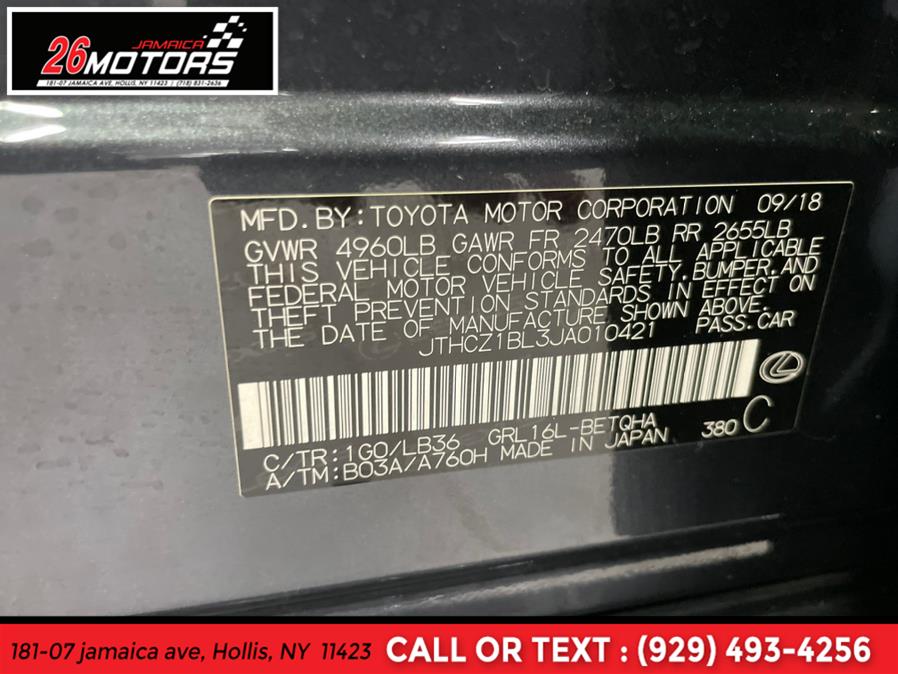 JAMAICA
26MOTORS
181-07 JAMAICA AVE, HOLLIS, NY 11423 (718) 831-2636
MFD.BY:TOYOTA MOTOR CORPORATION 09/18
GVWR 4960LB GAWR FR 2470LB RR 2655LB
THIS VEHICLE CONFORMS TO ALL APPLICABLE
FEDERAL MOTOR VEHICLE SAFETY,BUMPER,AND
THEFT PREVENTION STANDARDS IN EFFECT ON
THE DATE OF MANUFACTURE SHOWN ABOVE.
JTHCZ1BL3JA010421 PASS.CAR
C/TR:1G0/LB36 GRL16L-BETQHA 380 C
A/TM:B03A/A760H MADE IN JAPAN
181-07 jamaica ave, Hollis, NY 11423 CALL OR TEXT : (929) 493-4256